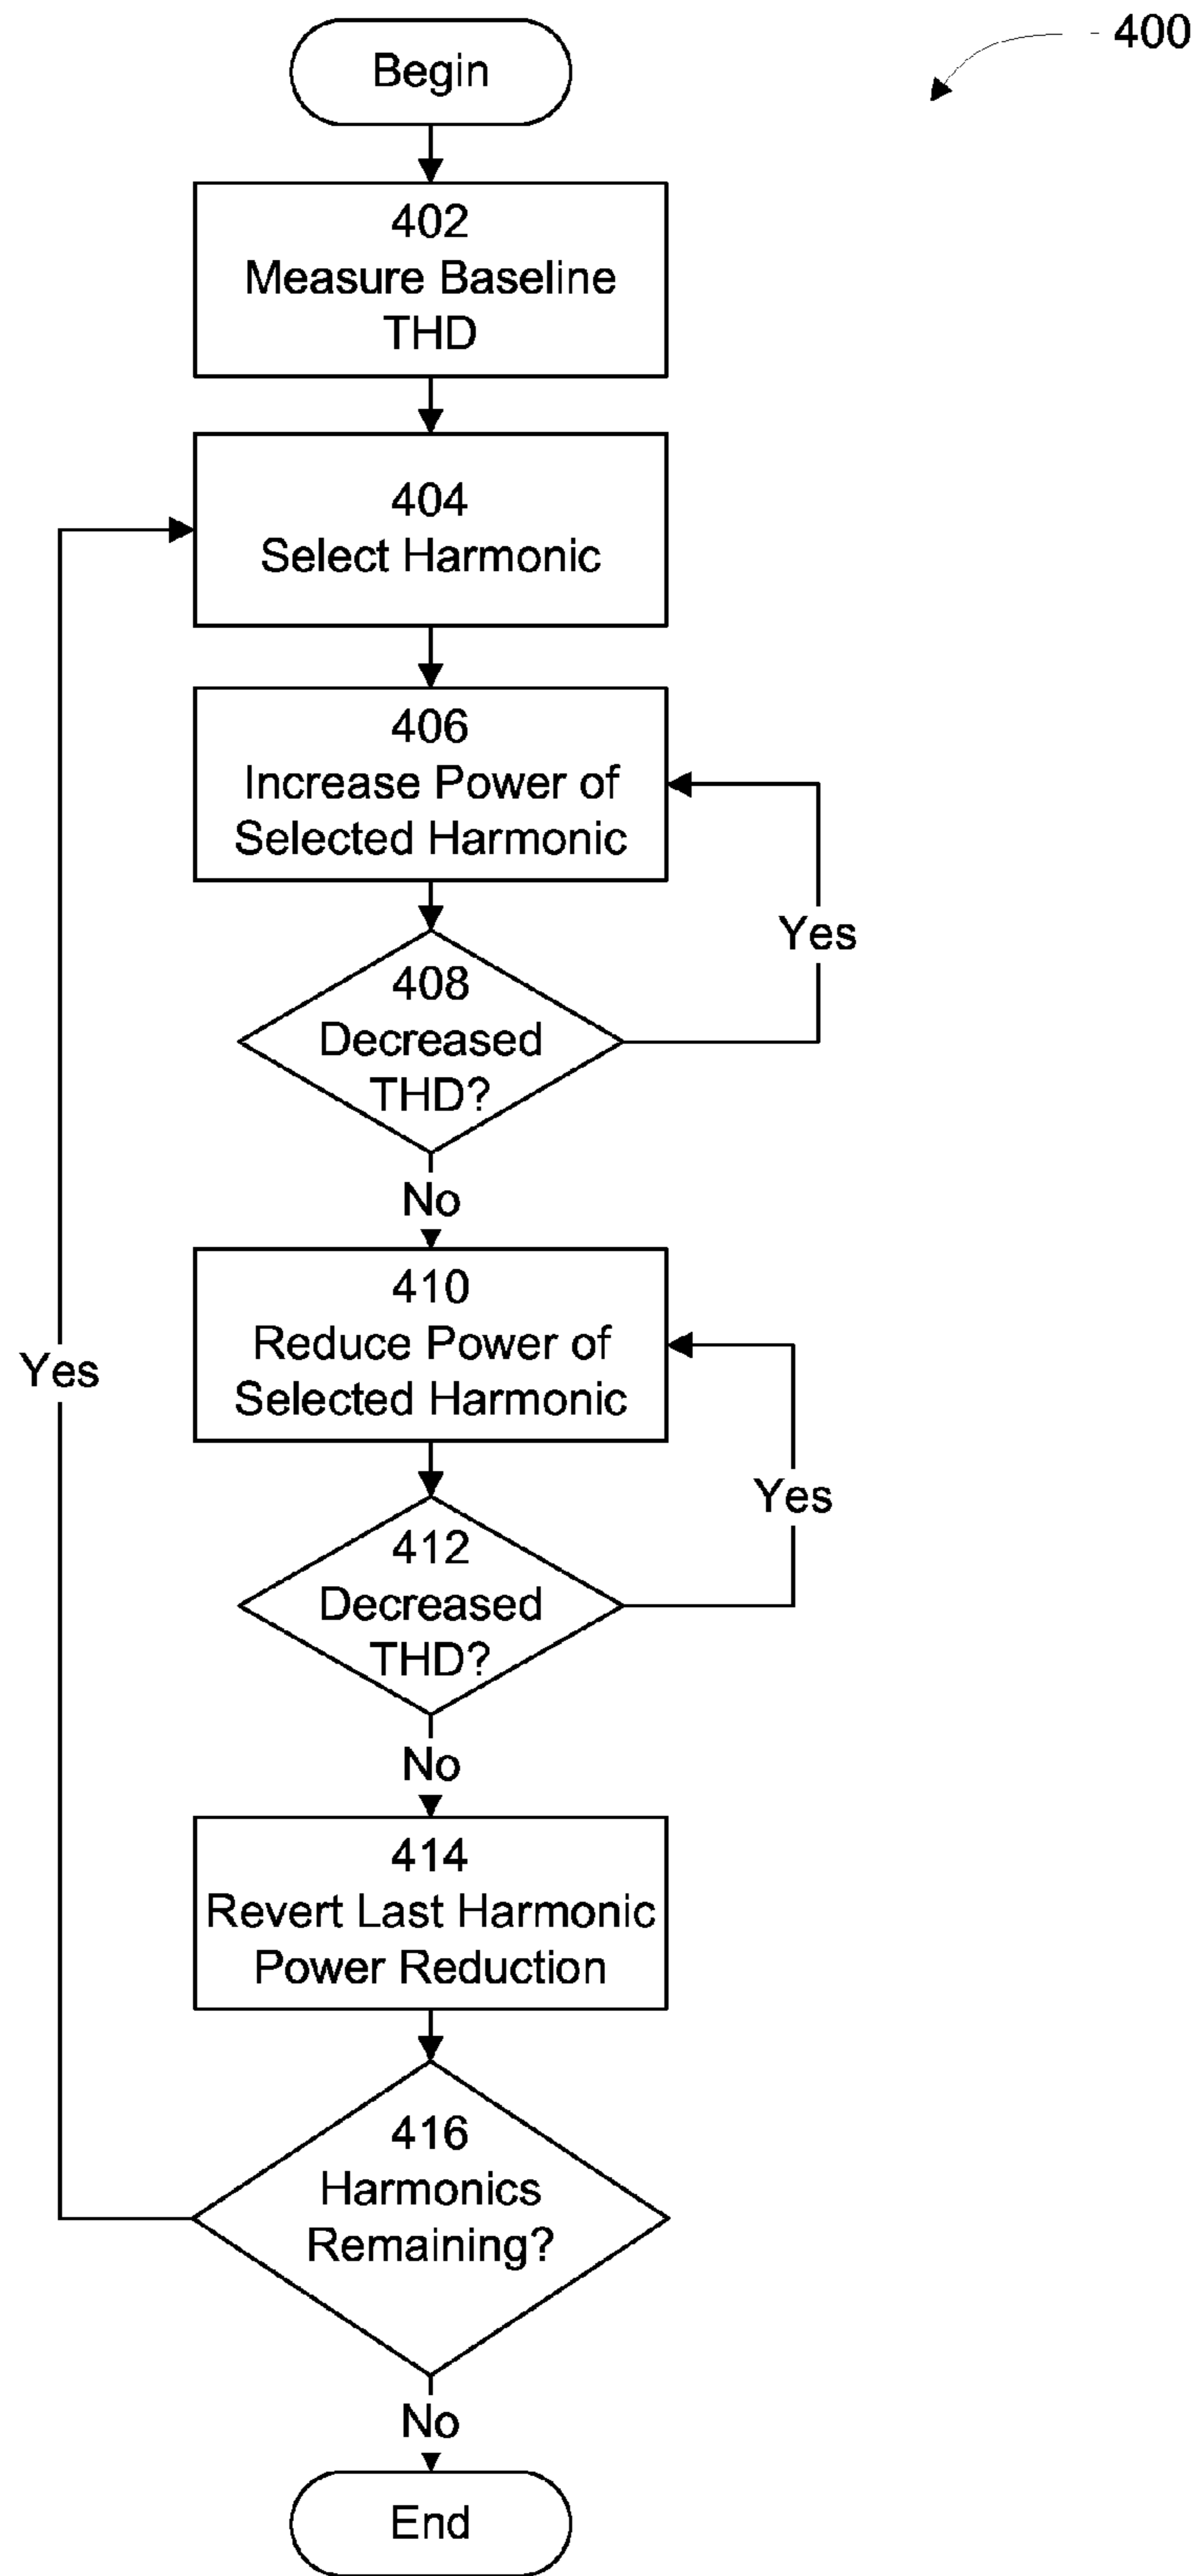 400
Begin
402
Measure Baseline
THD
404
Select Harmonic
406
Increase Power of
Selected Harmonic
Yes
408
Decreased
THD?
No
410
Reduce Power of
Selected Harmonic
Yes
Yes
412
Decreased
THD?
No
414
Revert Last Harmonic
Power Reduction
416
Harmonics
Remaining?
No
End